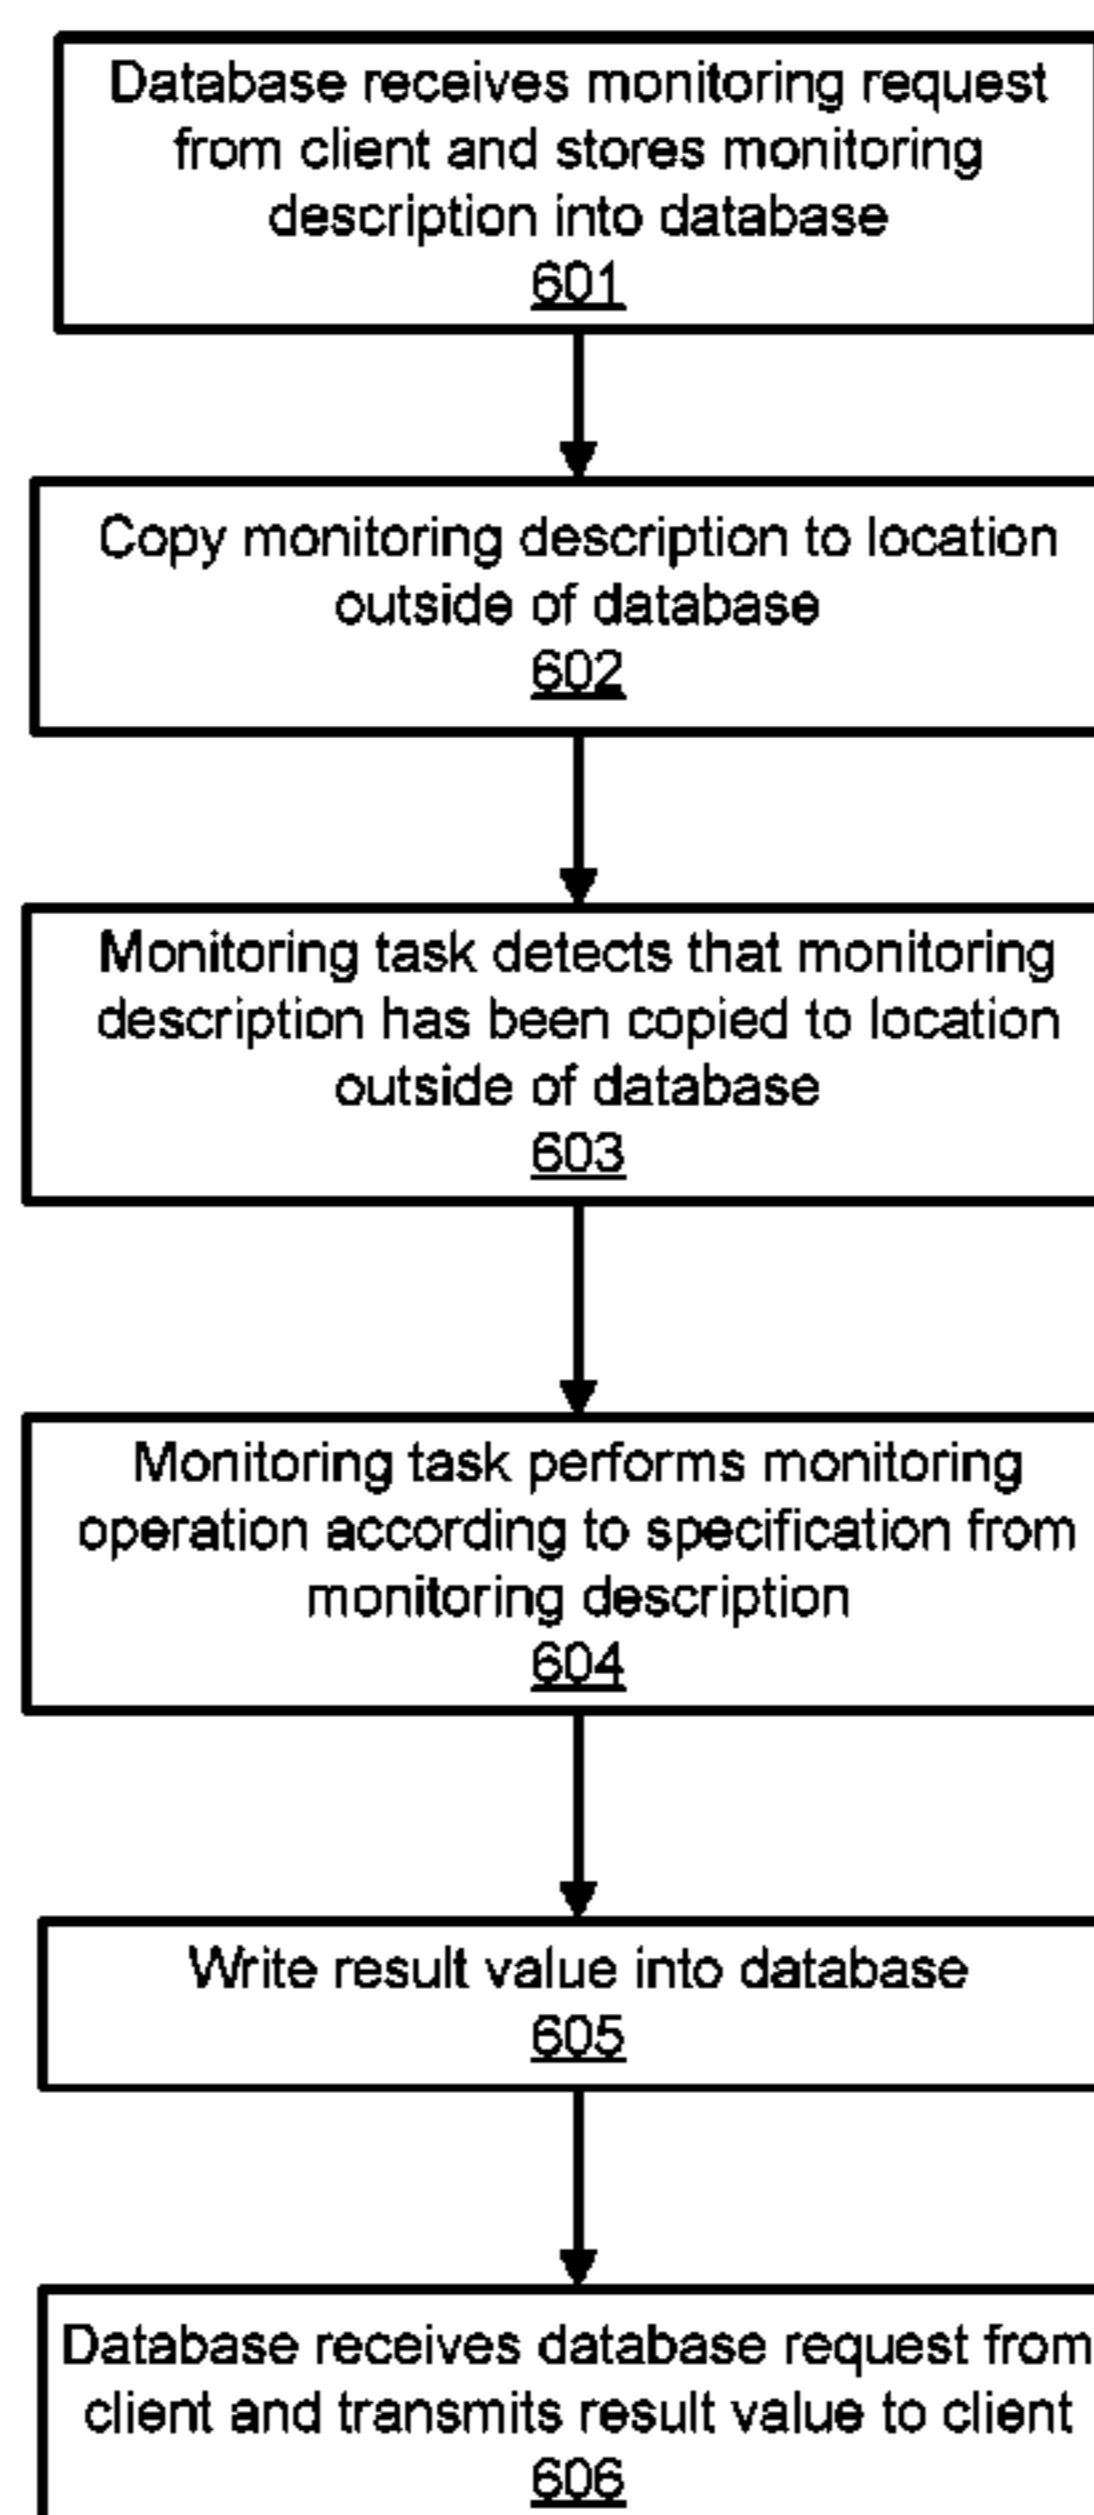 Database receives monitoring request
from client and stores monitoring
description into database
601
Copy monitoring description to location
outside of database
602
Monitoring task detects that monitoring
description has been copied to location
outside of database
603
Monitoring task performs monitoring
operation according to specification from
monitoring description
604
Write result value into database
605
Database receives database request from
client and transmits result value to client
606